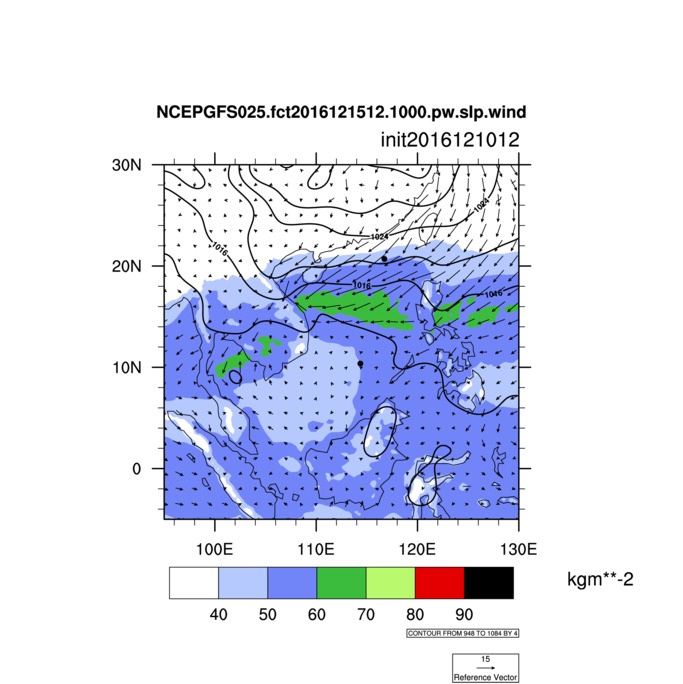 NCEPGFS025.fct2016121512.1000.pw.slp.wind
init2016121012
30N
20N
10N
0
1024
1024
1016
1016
1016
100E 110E 120E 130E
kgm**-2
40 50 60 70 80 90
CONTOUR FROM 948 TO 1084 BY 4
15
Reference Vector